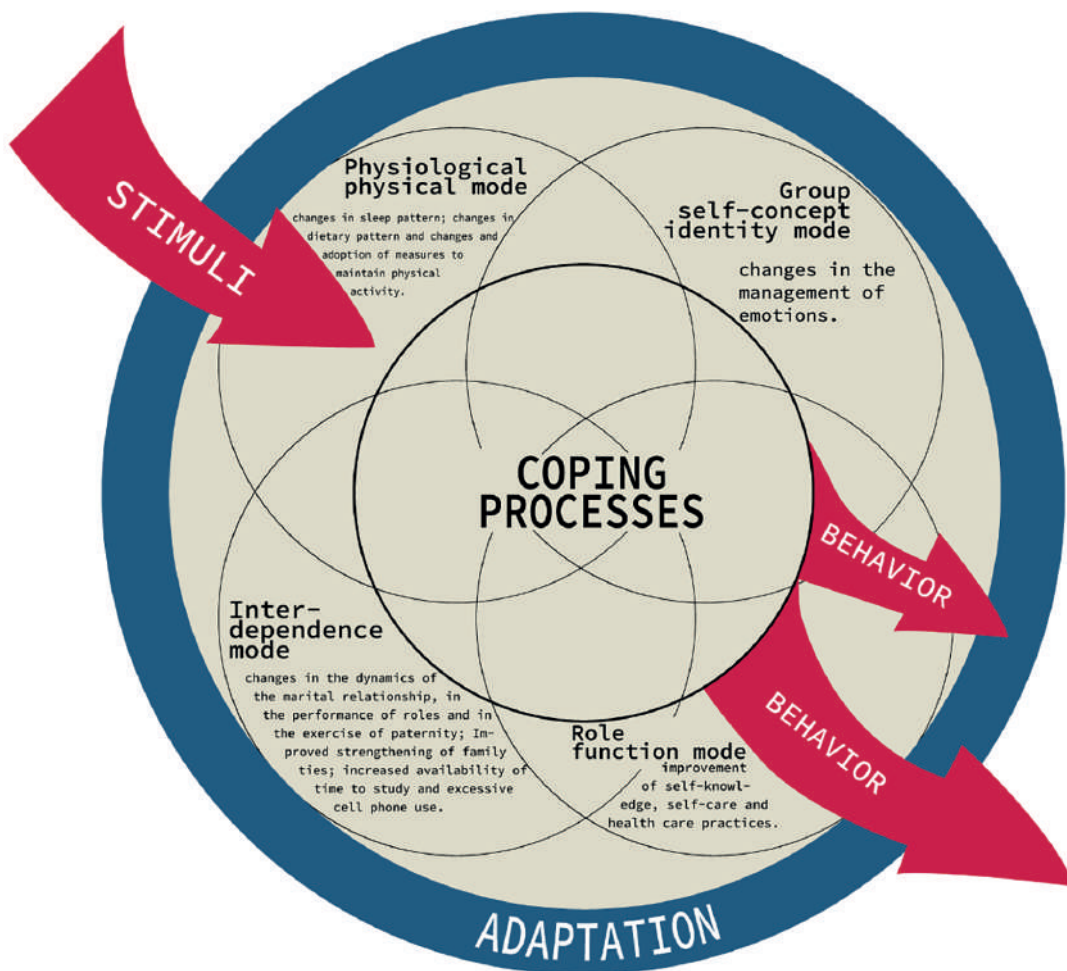 STIMULI
Physiological
physical mode
changes in sleep pattern; changes in
dietary pattern and changes and
adoption of measures to
maintain physical
activity.
Group
self-concept
identity mode
changes in the
management of
emotions.
COPING
PROCESSES
BEHAVIOR
BEHAVIOR
Inter-
dependence
mode
changes in the dynamics of
the marital relationship, in
the performance of roles and in
the exercise of paternity; Im-
proved strengthening of family
ties; increased availability of
time to study and excessive
cell phone use.
Role
function mode
improvement
of self-knowl-
edge, self-care and
health care practices.
ADAPTATION